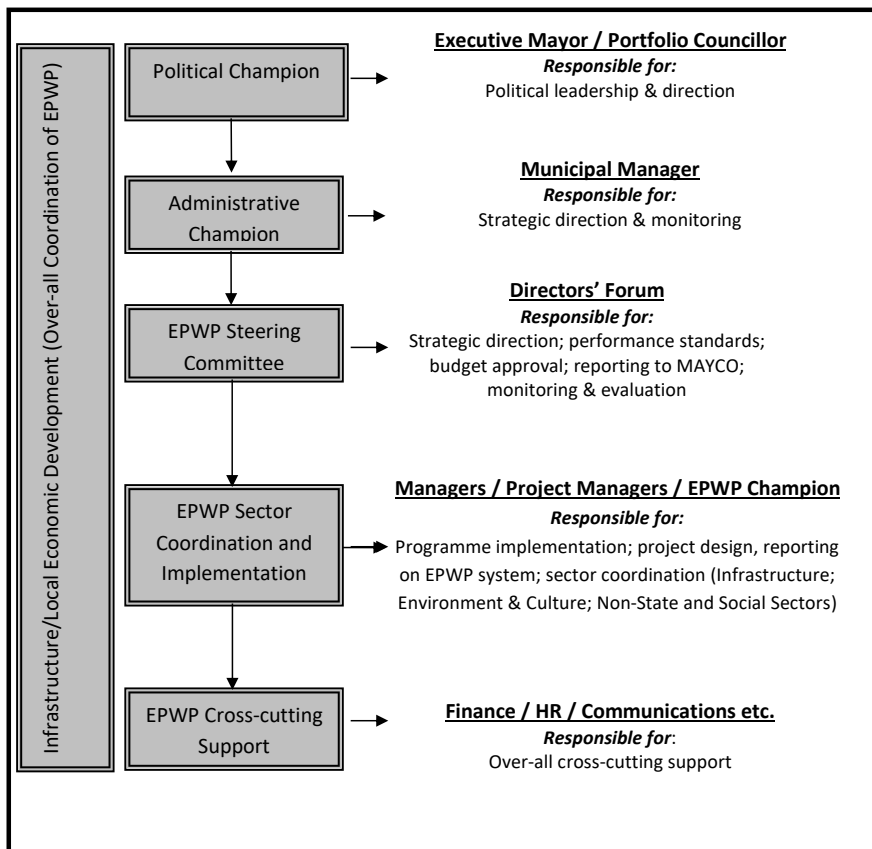 Infrastructure/Local Economic Development (Over-all Coordination of EPWP)
Political Champion
Executive Mayor / Portfolio Councillor
Responsible for:
Political leadership & direction
Administrative
Champion
Municipal Manager
Responsible for:
Strategic direction & monitoring
EPWP Steering
Committee
Directors’ Forum
Responsible for:
Strategic direction; performance standards;
budget approval; reporting to MAYCO;
monitoring & evaluation
EPWP Sector
Coordination and
Implementation
Managers / Project Managers / EPWP Champion
Responsible for:
Programme implementation; project design, reporting
on EPWP system; sector coordination (Infrastructure;
Environment & Culture; Non-State and Social Sectors)
EPWP Cross-cutting
Support
Finance / HR / Communications etc.
Responsible for:
Over-all cross-cutting support